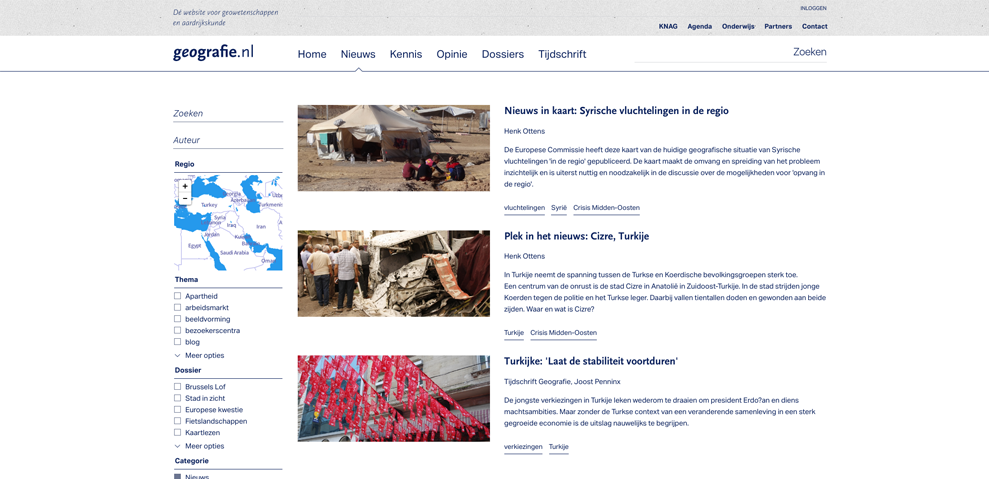 Dé website voor geowetenschappen
en aardrijkskunde
INLOGGEN
KNAG Agenda Onderwijs Partners Contact
geografie.nl
Home Nieuws Kennis Opinie Dossiers Tijdschrift
Zoeken
Zoeken
Auteur
Regio
+
-
Turkey
Syria
Iraq
Iran
Jordan
Egypt
Saudi Arabia
Thema
Apartheid
arbeidsmarkt
beeldvorming
bezoekerscentra
blog
Meer opties
Dossier
Brussels Lof
Stad in zicht
Europese kwestie
Fietslandschappen
Kaartlezen
Meer opties
Categorie
Nieuws
Nieuws in kaart: Syrische vluchtelingen in de regio
Henk Ottens
De Europese Commissie heeft deze kaart van de huidige geografische situatie van Syrische
vluchtelingen 'in de regio' gepubliceerd. De kaart maakt de omvang en spreiding van het probleem
inzichtelijk en is uiterst nuttig en noodzakelijk in de discussie over de mogelijkheden voor 'opvang in
de regio'.
vluchtelingen Syrië Crisis Midden-Oosten
Plek in het nieuws: Cizre, Turkije
Henk Ottens
In Turkije neemt de spanning tussen de Turkse en Koerdische bevolkingsgroepen sterk toe.
Een centrum van de onrust is de stad Cizre in Anatolië in Zuidoost-Turkije. In de stad strijden jonge
Koerden tegen de politie en het Turkse leger. Daarbij vallen tientallen doden en gewonden aan beide
zijden. Waar en wat is Cizre?
Turkije Crisis Midden-Oosten
Turkijke: 'Laat de stabiliteit voortduren'
Tijdschrift Geografie, Joost Penninx
De jongste verkiezingen in Turkije leken wederom te draaien om president Erdo?an en diens
machtsambities. Maar zonder de Turkse context van een veranderende samenleving in een sterk
gegroeide economie is de uitslag nauwelijks te begrijpen.
verkiezingen Turkije